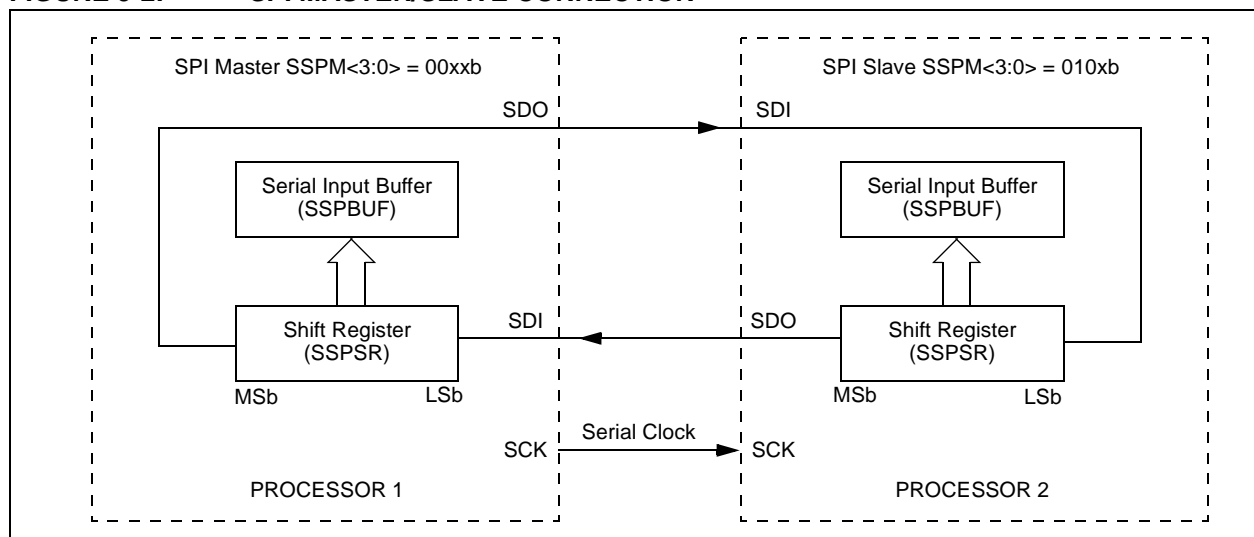 SPI Master SSPM<3:0> = 00xxb
SPI Slave SSPM<3:0> = 010xb
SDO
SDI
Serial Input Buffer
(SSPBUF)
Serial Input Buffer
(SSPBUF)
Shift Register
(SSPSR)
SDI
SDO
Shift Register
(SSPSR)
MSb
LSb
MSb
LSb
SCK
Serial Clock
SCK
PROCESSOR 1
PROCESSOR 2